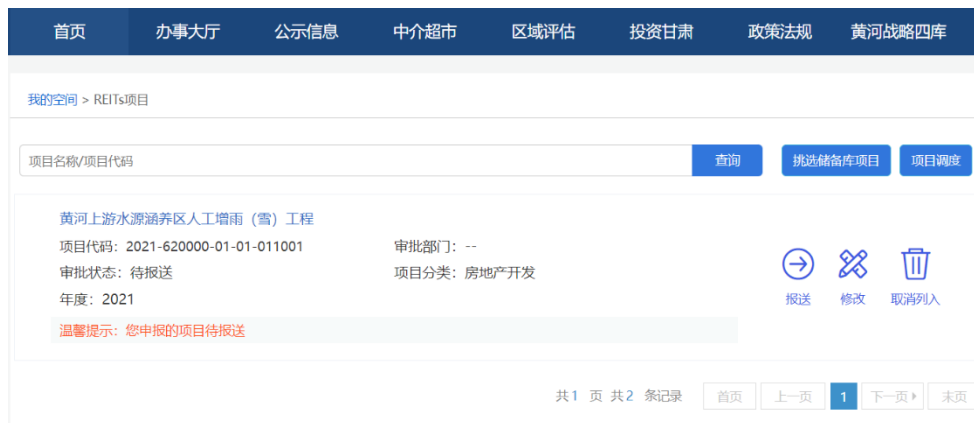 首页 办事大厅 公示信息 中介超市 区域评估 投资甘肃 政策法规 黄河战略四库
我的空间 > REITs项目
项目名称/项目代码 查询 挑选储备库项目 项目调度
黄河上游水源涵养区人工增雨（雪）工程
项目代码：2021-620000-01-01-011001 审批部门：--
审批状态：待报送 项目分类：房地产开发
年度：2021
报送 修改 取消列入
温馨提示：您申报的项目待报送
共1 页 共2 条记录 首页 上一页 1 下一页 末页